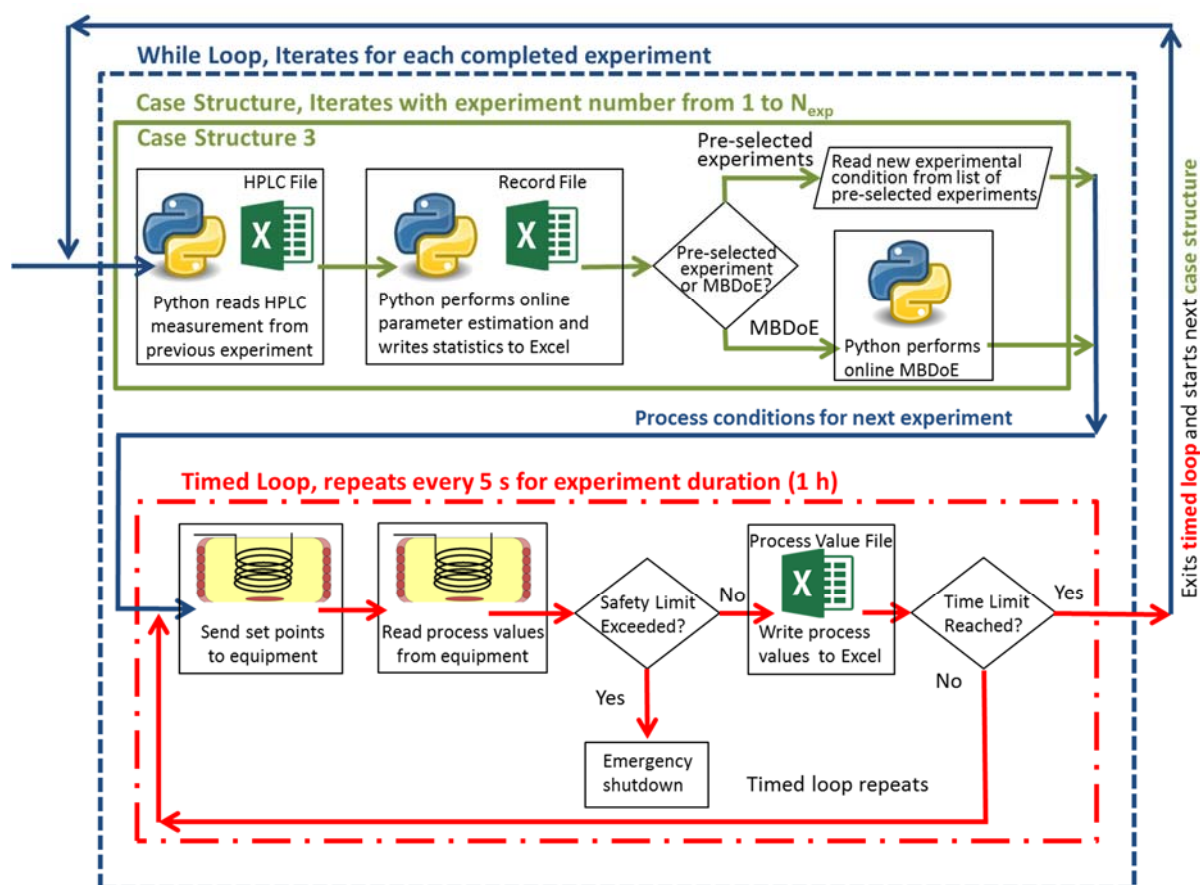 While Loop, Iterates for each completed experiment
Case Structure, Iterates with experiment number from 1 to Nexp
Case Structure 3
HPLC File
X
Python reads HPLC
measurement from
previous experiment
Record File
X
Python performs online
parameter estimation and
writes statistics to Excel
Pre-selected
experiment
or MBDoE?
Pre-selected
experiments
Read new experimental
condition from list of
pre-selected experiments
MBDoE
Python performs
online MBDoE
Process conditions for next experiment
Timed Loop, repeats every 5 s for experiment duration (1 h)
Send set points
to equipment
Read process values
from equipment
Safety Limit
Exceeded?
No
Yes
Emergency
shutdown
Process Value File
X
Write process
values to Excel
Time Limit
Reached?
Yes
No
Timed loop repeats
Exits timed loop and starts next case structure